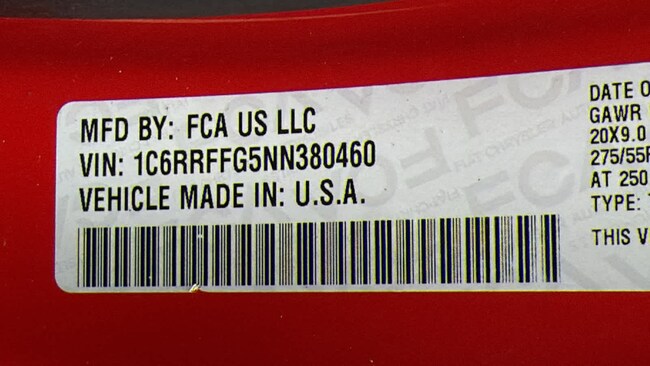 MFD BY: FCA US LLC
VIN: 1C6RRFFG5NN380460
VEHICLE MADE IN: U.S.A.
DATE O
GAWR
20X9.0
275/55R
AT 250
TYPE:
THIS V